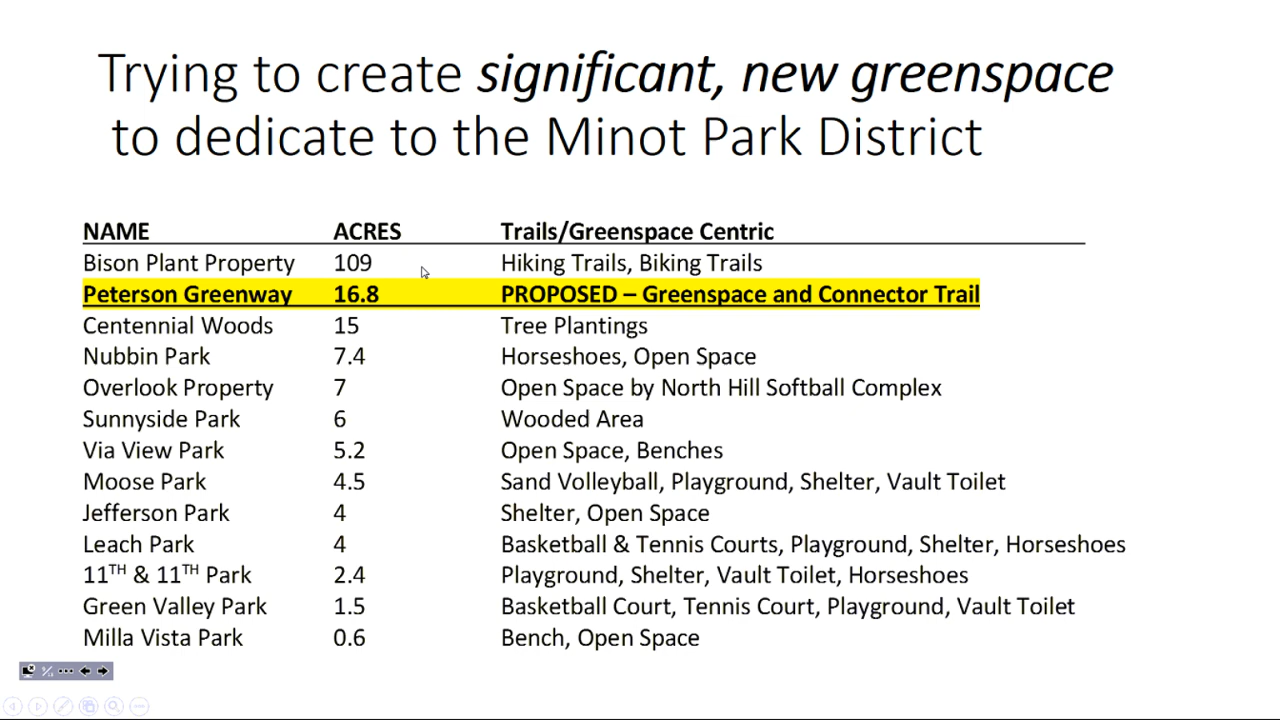 Trying to create significant, new greenspace
to dedicate to the Minot Park District
NAME ACRES Trails/Greenspace Centric
Bison Plant Property 109 Hiking Trails, Biking Trails
Peterson Greenway 16.8 PROPOSED – Greenspace and Connector Trail
Centennial Woods 15 Tree Plantings
Nubbin Park 7.4 Horseshoes, Open Space
Overlook Property 7 Open Space by North Hill Softball Complex
Sunnyside Park 6 Wooded Area
Via View Park 5.2 Open Space, Benches
Moose Park 4.5 Sand Volleyball, Playground, Shelter, Vault Toilet
Jefferson Park 4 Shelter, Open Space
Leach Park 4 Basketball & Tennis Courts, Playground, Shelter, Horseshoes
11TH & 11TH Park 2.4 Playground, Shelter, Vault Toilet, Horseshoes
Green Valley Park 1.5 Basketball Court, Tennis Court, Playground, Vault Toilet
Milla Vista Park 0.6 Bench, Open Space